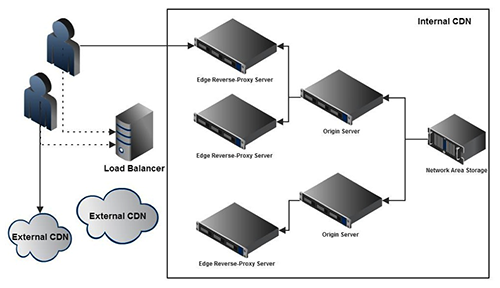 Internal CDN
Edge Reverse-Proxy Server
Origin Server
Edge Reverse-Proxy Server
Load Balancer
Network Area Storage
External CDN
External CDN
Origin Server
Edge Reverse-Proxy Server